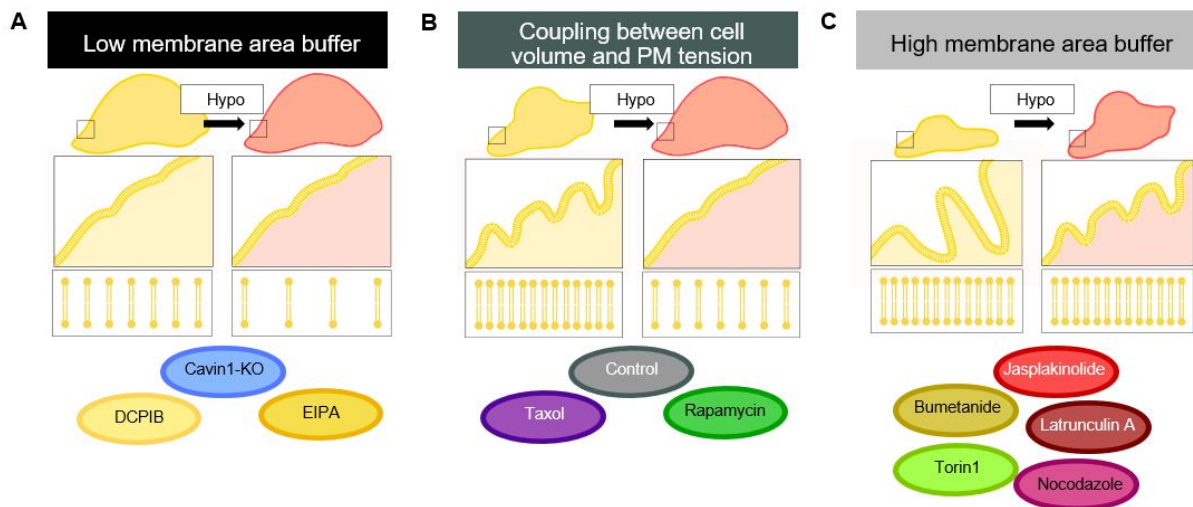 A
Low membrane area buffer
Hypo
Cavin1-KO
DCPIB
EIPA
B
Coupling between cell
volume and PM tension
Hypo
Control
Taxol
Rapamycin
C
High membrane area buffer
Hypo
Jasplakinolide
Bumetanide
Latrunculin A
Torin1
Nocodazole